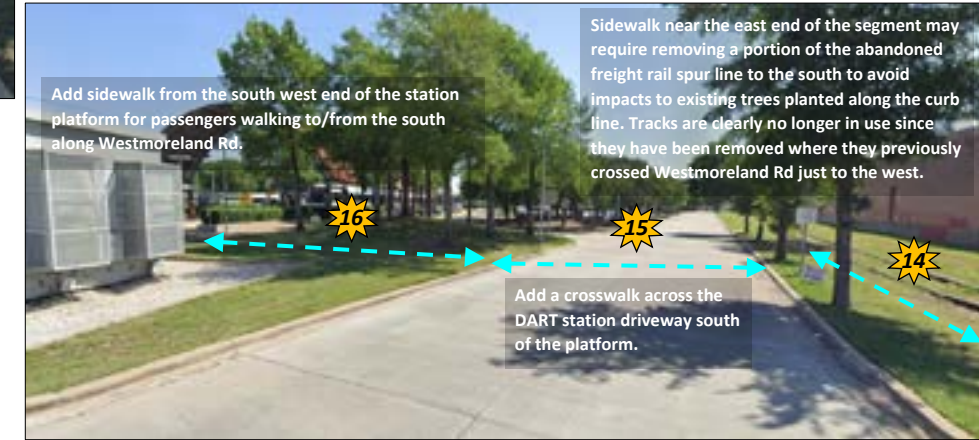 Add sidewalk from the south west end of the station
platform for passengers walking to/from the south
along Westmoreland Rd.
Sidewalk near the east end of the segment may
require removing a portion of the abandoned
freight rail spur line to the south to avoid
impacts to existing trees planted along the curb
line. Tracks are clearly no longer in use since
they have been removed where they previously
crossed Westmoreland Rd just to the west.
16
15
14
Add a crosswalk across the
DART station driveway south
of the platform.